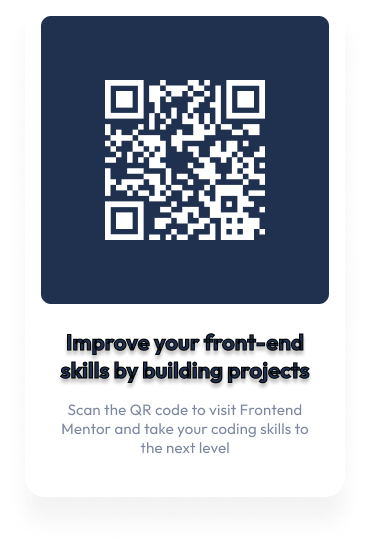 Improve your front-end
skills by building projects
Scan the QR code to visit Frontend
Mentor and take your coding skills to
the next level